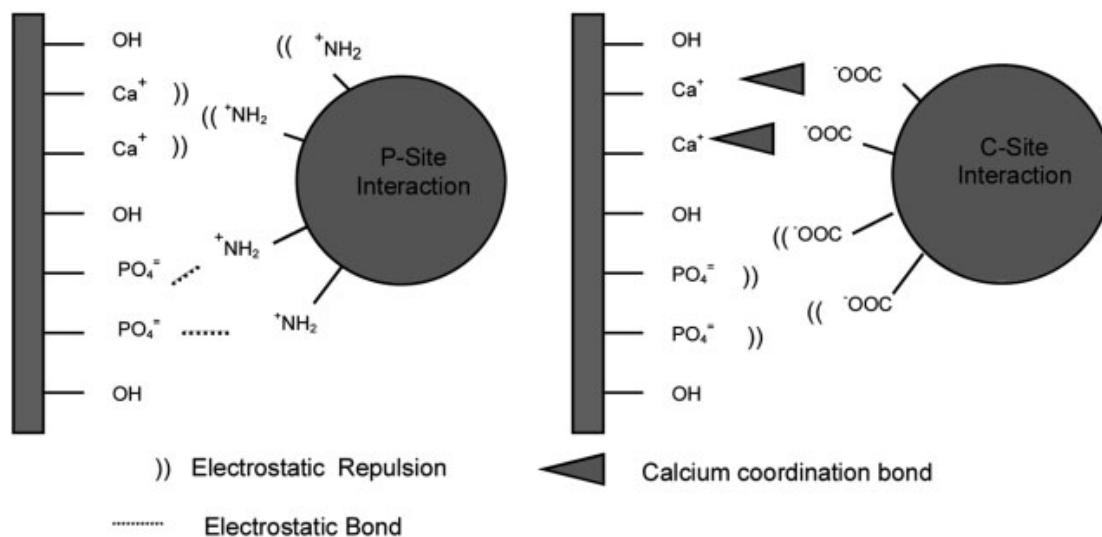 OH
Ca⁺ ))
Ca⁺ ))
OH
PO₄⁼
PO₄⁼
OH
(( ⁺NH₂
(( ⁺NH₂
⁺NH₂
⁺NH₂
P-Site
Interaction
OH
Ca⁺
Ca⁺
OH
PO₄⁼ ))
PO₄⁼ ))
OH
⁻OOC
⁻OOC
(( ⁻OOC
(( ⁻OOC
C-Site
Interaction
)) Electrostatic Repulsion
Calcium coordination bond
Electrostatic Bond